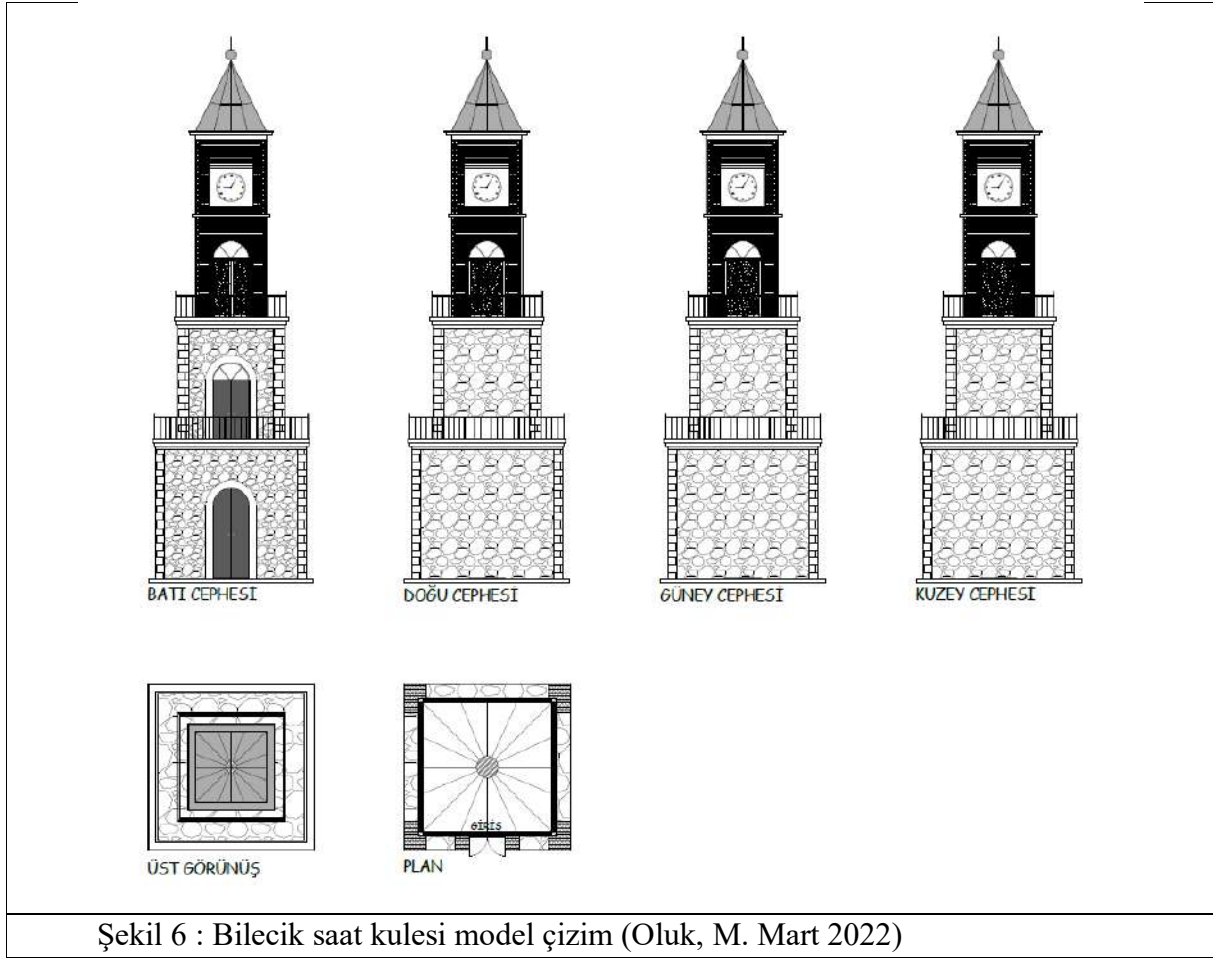 BATI CEPHESİ
DOĞU CEPHESİ
GÜNEY CEPHESİ
KUZEY CEPHESİ
GİRİS
ÜST GÖRÜNÜŞ
PLAN
Şekil 6 : Bilecik saat kulesi model çizim (Oluk, M. Mart 2022)